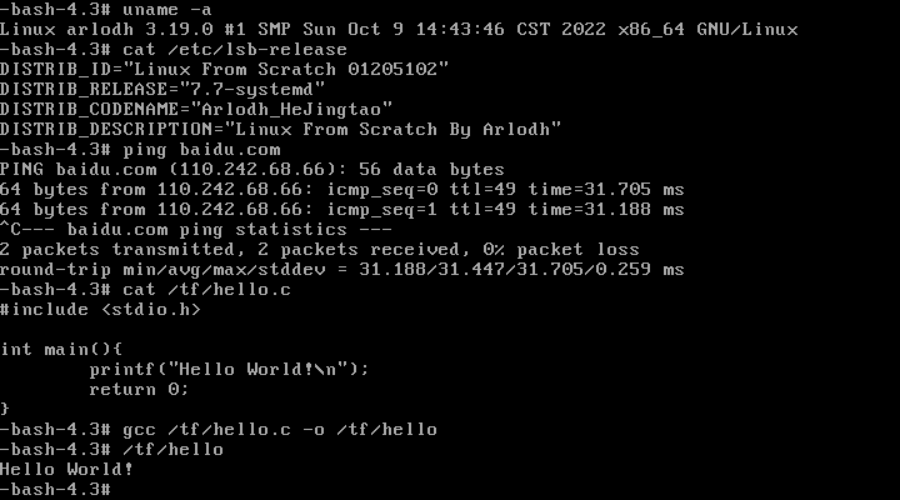 -bash-4.3# uname -a
Linux arlodh 3.19.0 #1 SMP Sun Oct 9 14:43:46 CST 2022 x86_64 GNU/Linux
-bash-4.3# cat /etc/lsb-release
DISTRIB_ID="Linux From Scratch 01205102"
DISTRIB_RELEASE="7.7-systemd"
DISTRIB_CODENAME="Arlodh_HeJingtao"
DISTRIB_DESCRIPTION="Linux From Scratch By Arlodh"
-bash-4.3# ping baidu.com
PING baidu.com (110.242.68.66): 56 data bytes
64 bytes from 110.242.68.66: icmp_seq=0 ttl=49 time=31.705 ms
64 bytes from 110.242.68.66: icmp_seq=1 ttl=49 time=31.188 ms
^C--- baidu.com ping statistics ---
2 packets transmitted, 2 packets received, 0% packet loss
round-trip min/avg/max/stddev = 31.188/31.447/31.705/0.259 ms
-bash-4.3# cat /tf/hello.c
#include <stdio.h>

int main(){
        printf("Hello World!\n");
        return 0;
}
-bash-4.3# gcc /tf/hello.c -o /tf/hello
-bash-4.3# /tf/hello
Hello World!
-bash-4.3#